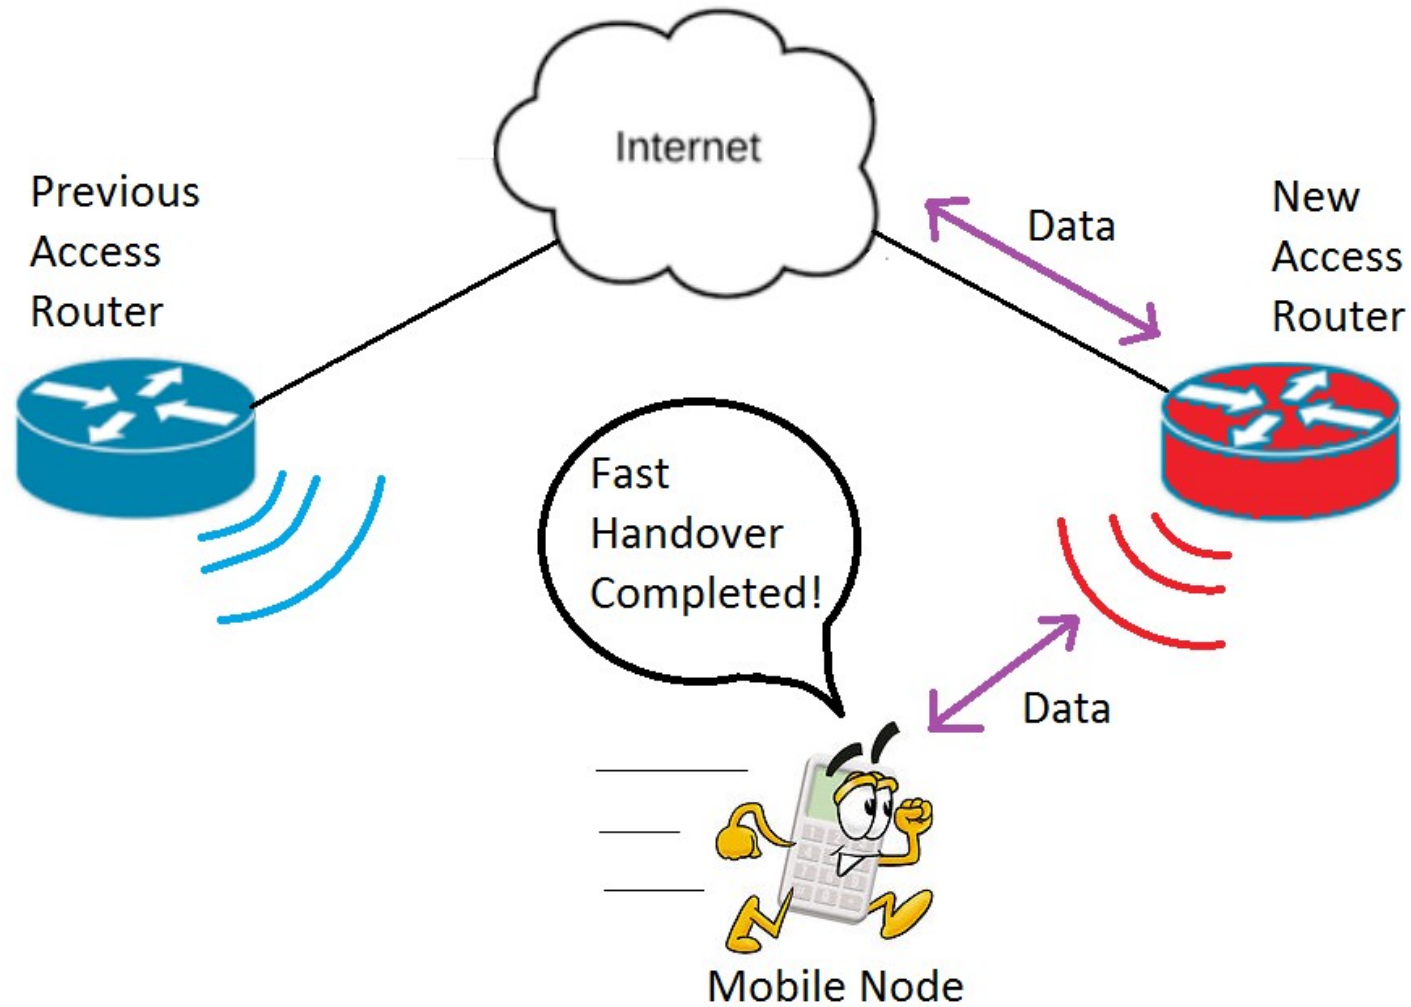 Internet
Previous
Access
Router
Data
New
Access
Router
Fast
Handover
Completed!
Data
Mobile Node